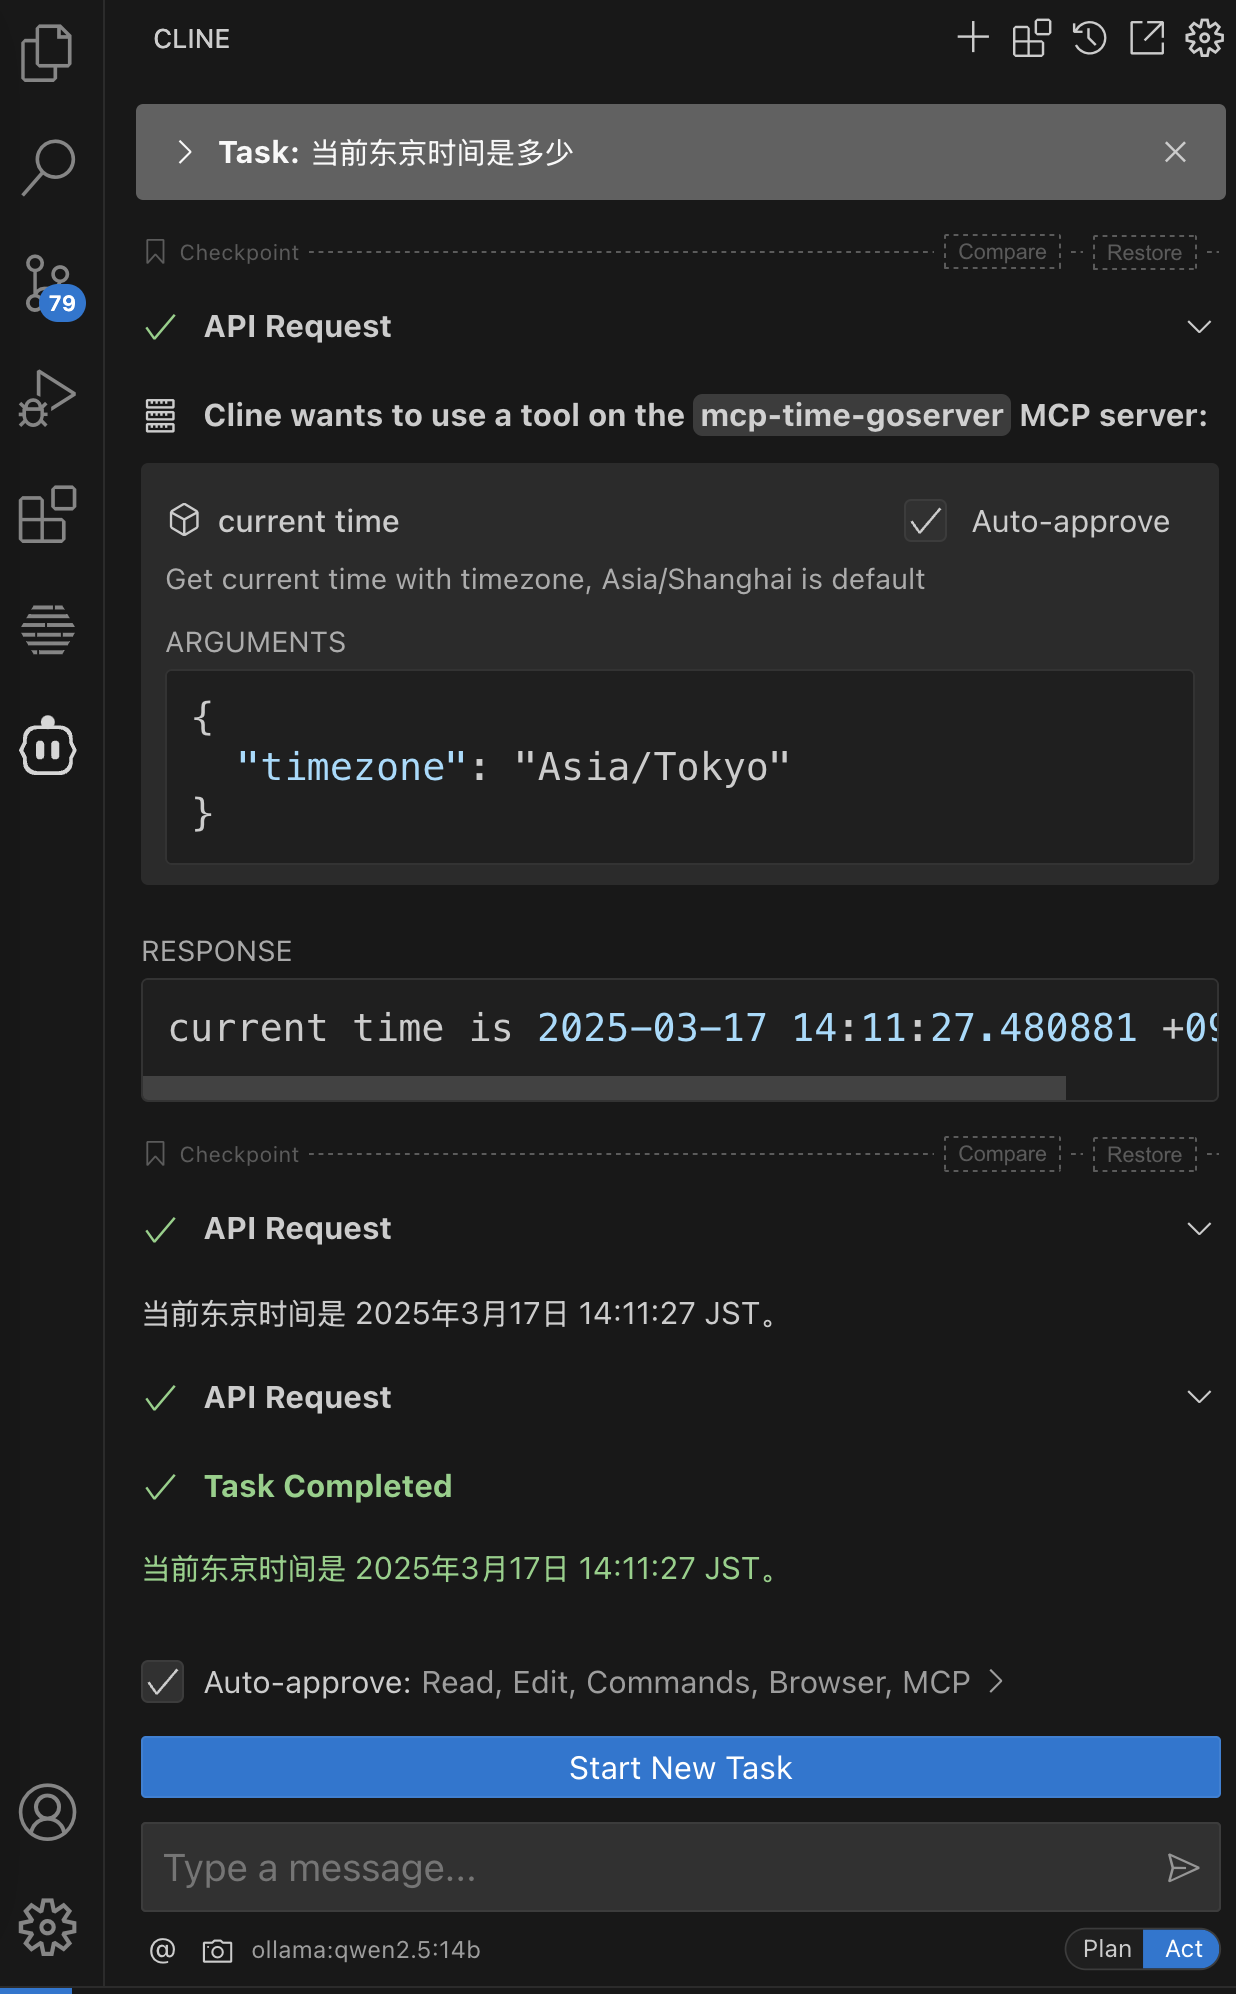 CLINE
Task: 当前东京时间是多少
Checkpoint Compare Restore
79
API Request
Cline wants to use a tool on the mcp-time-goserver MCP server:
current time Auto-approve
Get current time with timezone, Asia/Shanghai is default
ARGUMENTS
{
"timezone": "Asia/Tokyo"
}
RESPONSE
current time is 2025-03-17 14:11:27.480881 +09
Checkpoint Compare Restore
API Request
当前东京时间是 2025年3月17日 14:11:27 JST。
API Request
Task Completed
当前东京时间是 2025年3月17日 14:11:27 JST。
Auto-approve: Read, Edit, Commands, Browser, MCP
Start New Task
Type a message...
@ ollama:qwen2.5:14b Plan Act